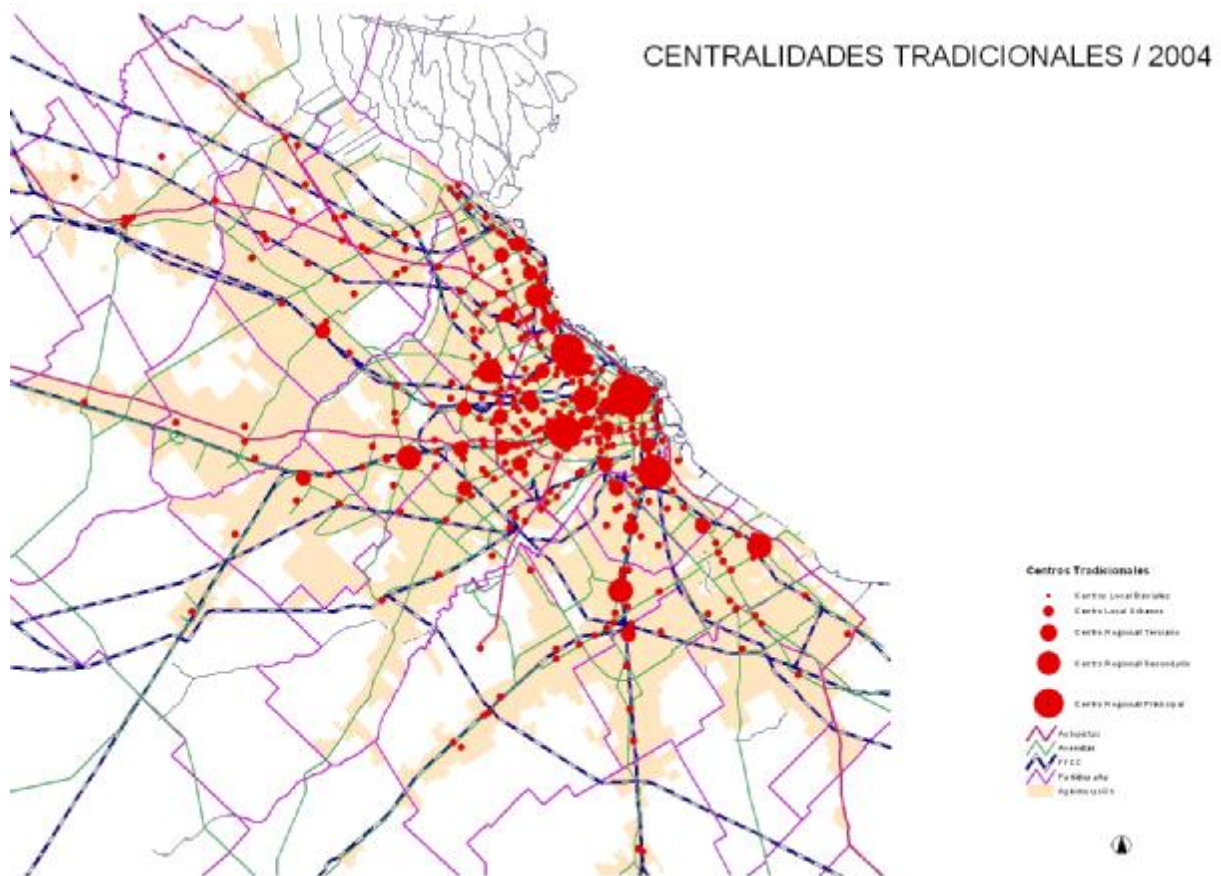 CENTRALIDADES TRADICIONALES / 2004
Centros Tradicionales
Centro Local
Centro Local Urbano
Centro Regional Terciario
Centro Regional Secundario
Centro Regional Principal
Autopistas
Avenidas
FFCC
Aglomeración